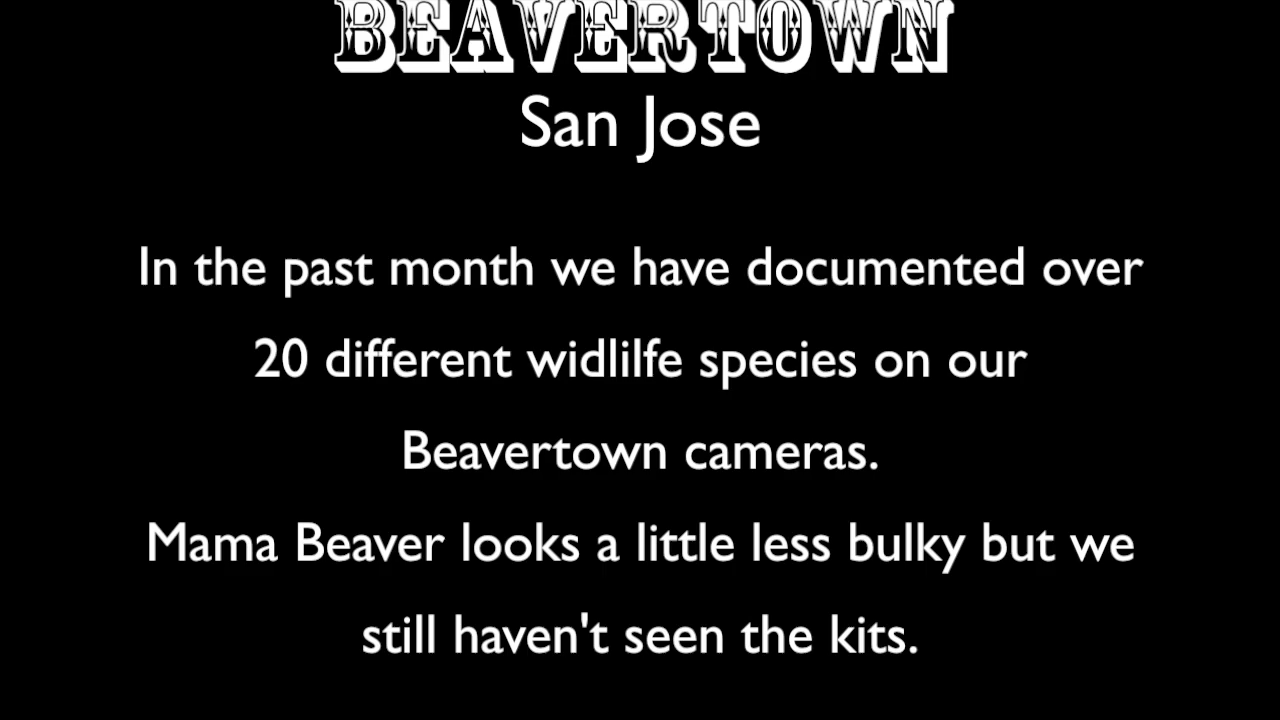 BEAVERTOWN
San Jose
In the past month we have documented over
20 different widlilfe species on our
Beavertown cameras.
Mama Beaver looks a little less bulky but we
still haven't seen the kits.